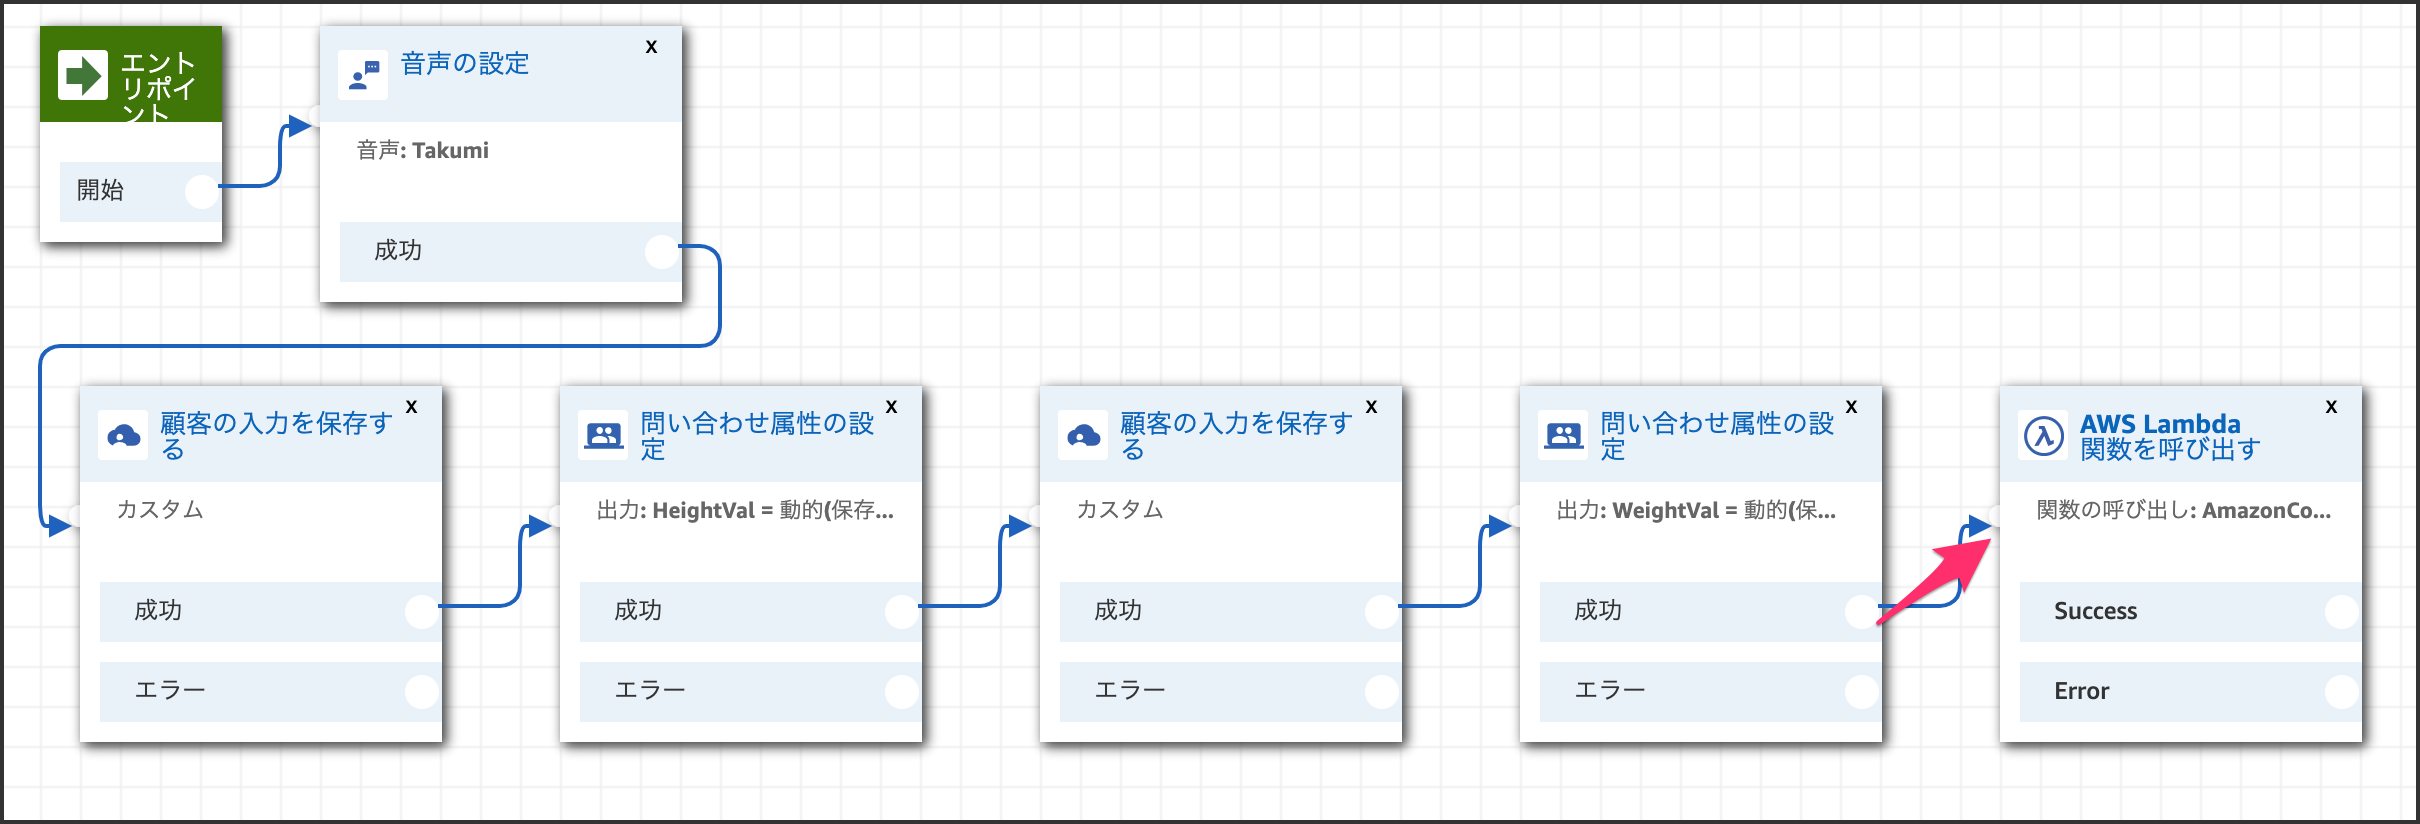 エント
リポイ
ント
開始
音声の設定
x
音声: Takumi
成功
顧客の入力を保存す
る
x
カスタム
成功
エラー
問い合わせ属性の設
定
x
出力: HeightVal = 動的(保存...
成功
エラー
顧客の入力を保存す
る
x
カスタム
成功
エラー
問い合わせ属性の設
定
x
出力: WeightVal = 動的(保...
成功
エラー
AWS Lambda
関数を呼び出す
x
関数の呼び出し: AmazonCo...
Success
Error